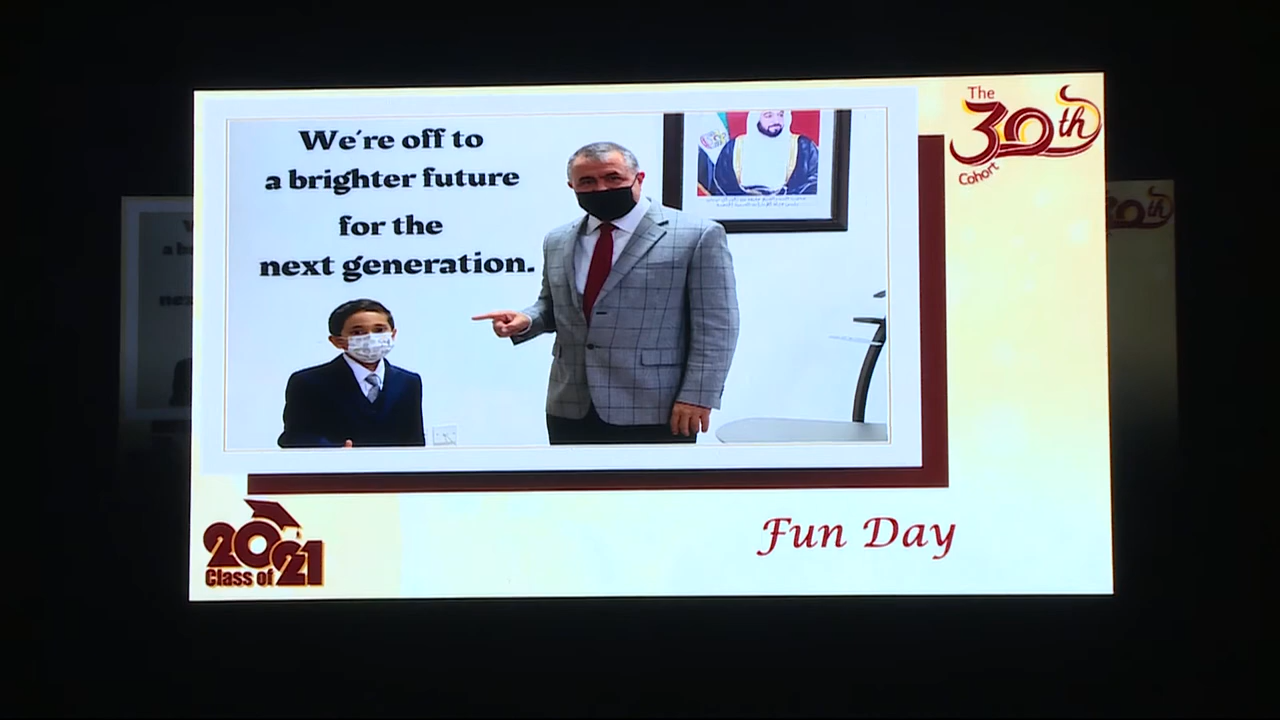 The
30th
Cohort
We're off to
a brighter future
for the
next generation.
Fun Day
2021
Class of